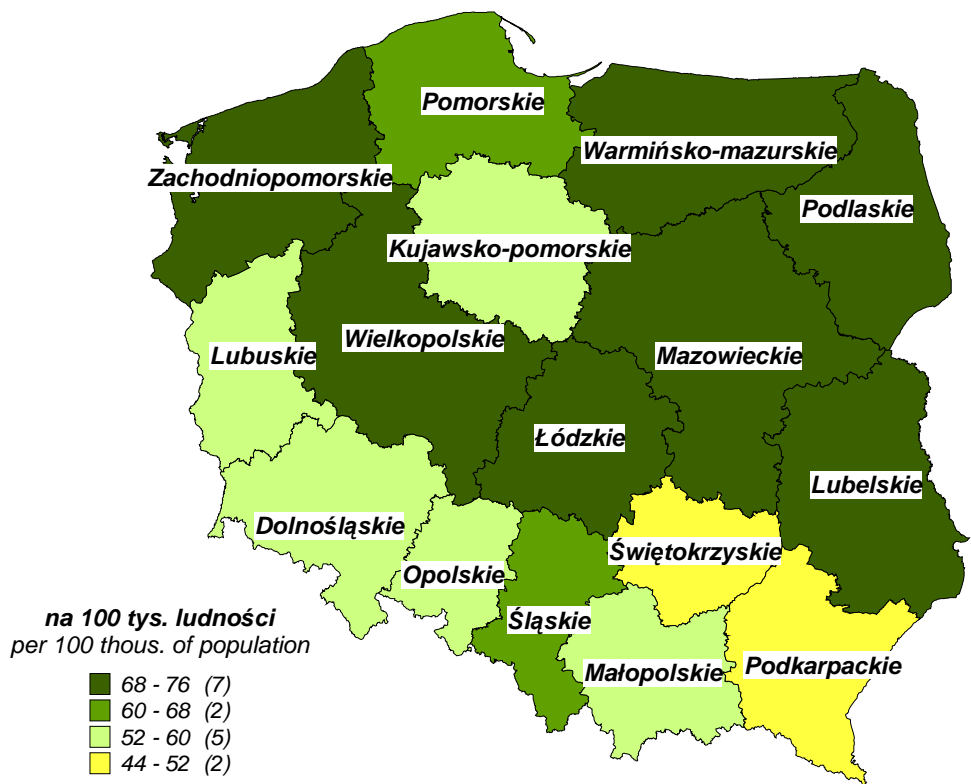 Pomorskie
Warmińsko-mazurskie
Zachodniopomorskie
Podlaskie
Kujawsko-pomorskie
Wielkopolskie
Lubuskie
Mazowieckie
Łódzkie
Lubelskie
Dolnośląskie
Świętokrzyskie
Opolskie
Śląskie
Małopolskie
Podkarpackie
na 100 tys. ludności
per 100 thous. of population
68 - 76 (7)
60 - 68 (2)
52 - 60 (5)
44 - 52 (2)